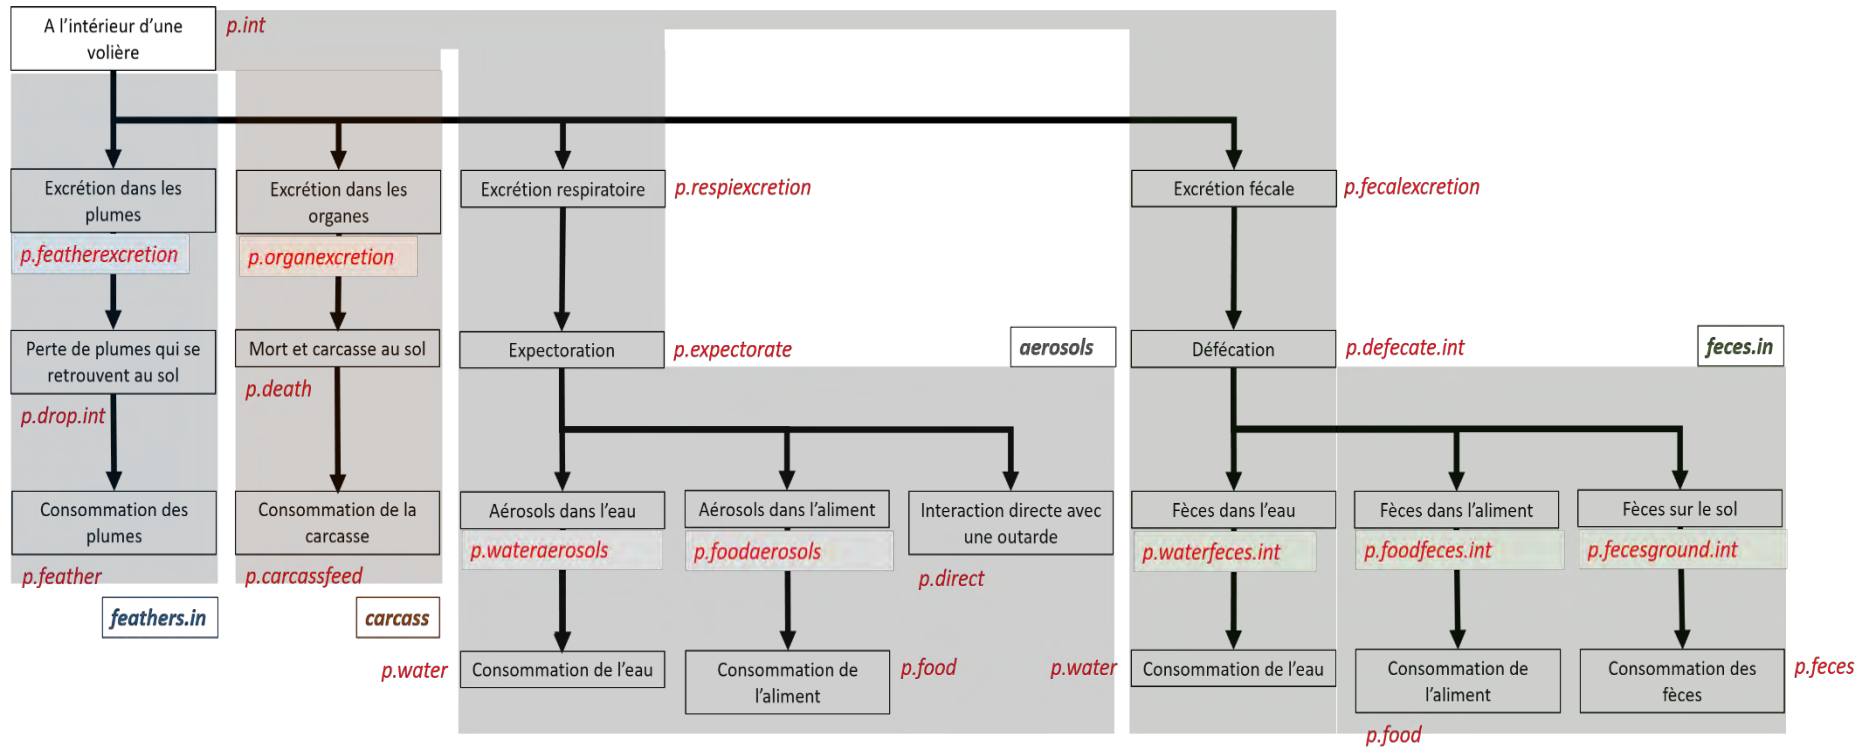 A l’intérieur d’une
volière
p.int
Excrétion dans les
plumes
p.featherexcretion
Excrétion dans les
organes
p.organexcretion
Excrétion respiratoire
p.respiexcretion
Excrétion fécale
p.fecalexcretion
Perte de plumes qui se
retrouvent au sol
p.drop.int
Mort et carcasse au sol
p.death
Expectoration
p.expectorate
aerosols
Défécation
p.defecate.int
feces.in
Consommation des
plumes
p.feather
feathers.in
Consommation de la
carcasse
p.carcassfeed
carcass
Aérosols dans l’eau
p.wateraerosols
Aérosols dans l’aliment
p.foodaerosols
Interaction directe avec
une outarde
p.direct
Fèces dans l’eau
p.waterfeces.int
Fèces dans l’aliment
p.foodfeces.int
Fèces sur le sol
p.fecesground.int
p.water
Consommation de l’eau
Consommation de
l’aliment
p.food
p.water
Consommation de l’eau
Consommation de
l’aliment
p.food
Consommation des
fèces
p.feces